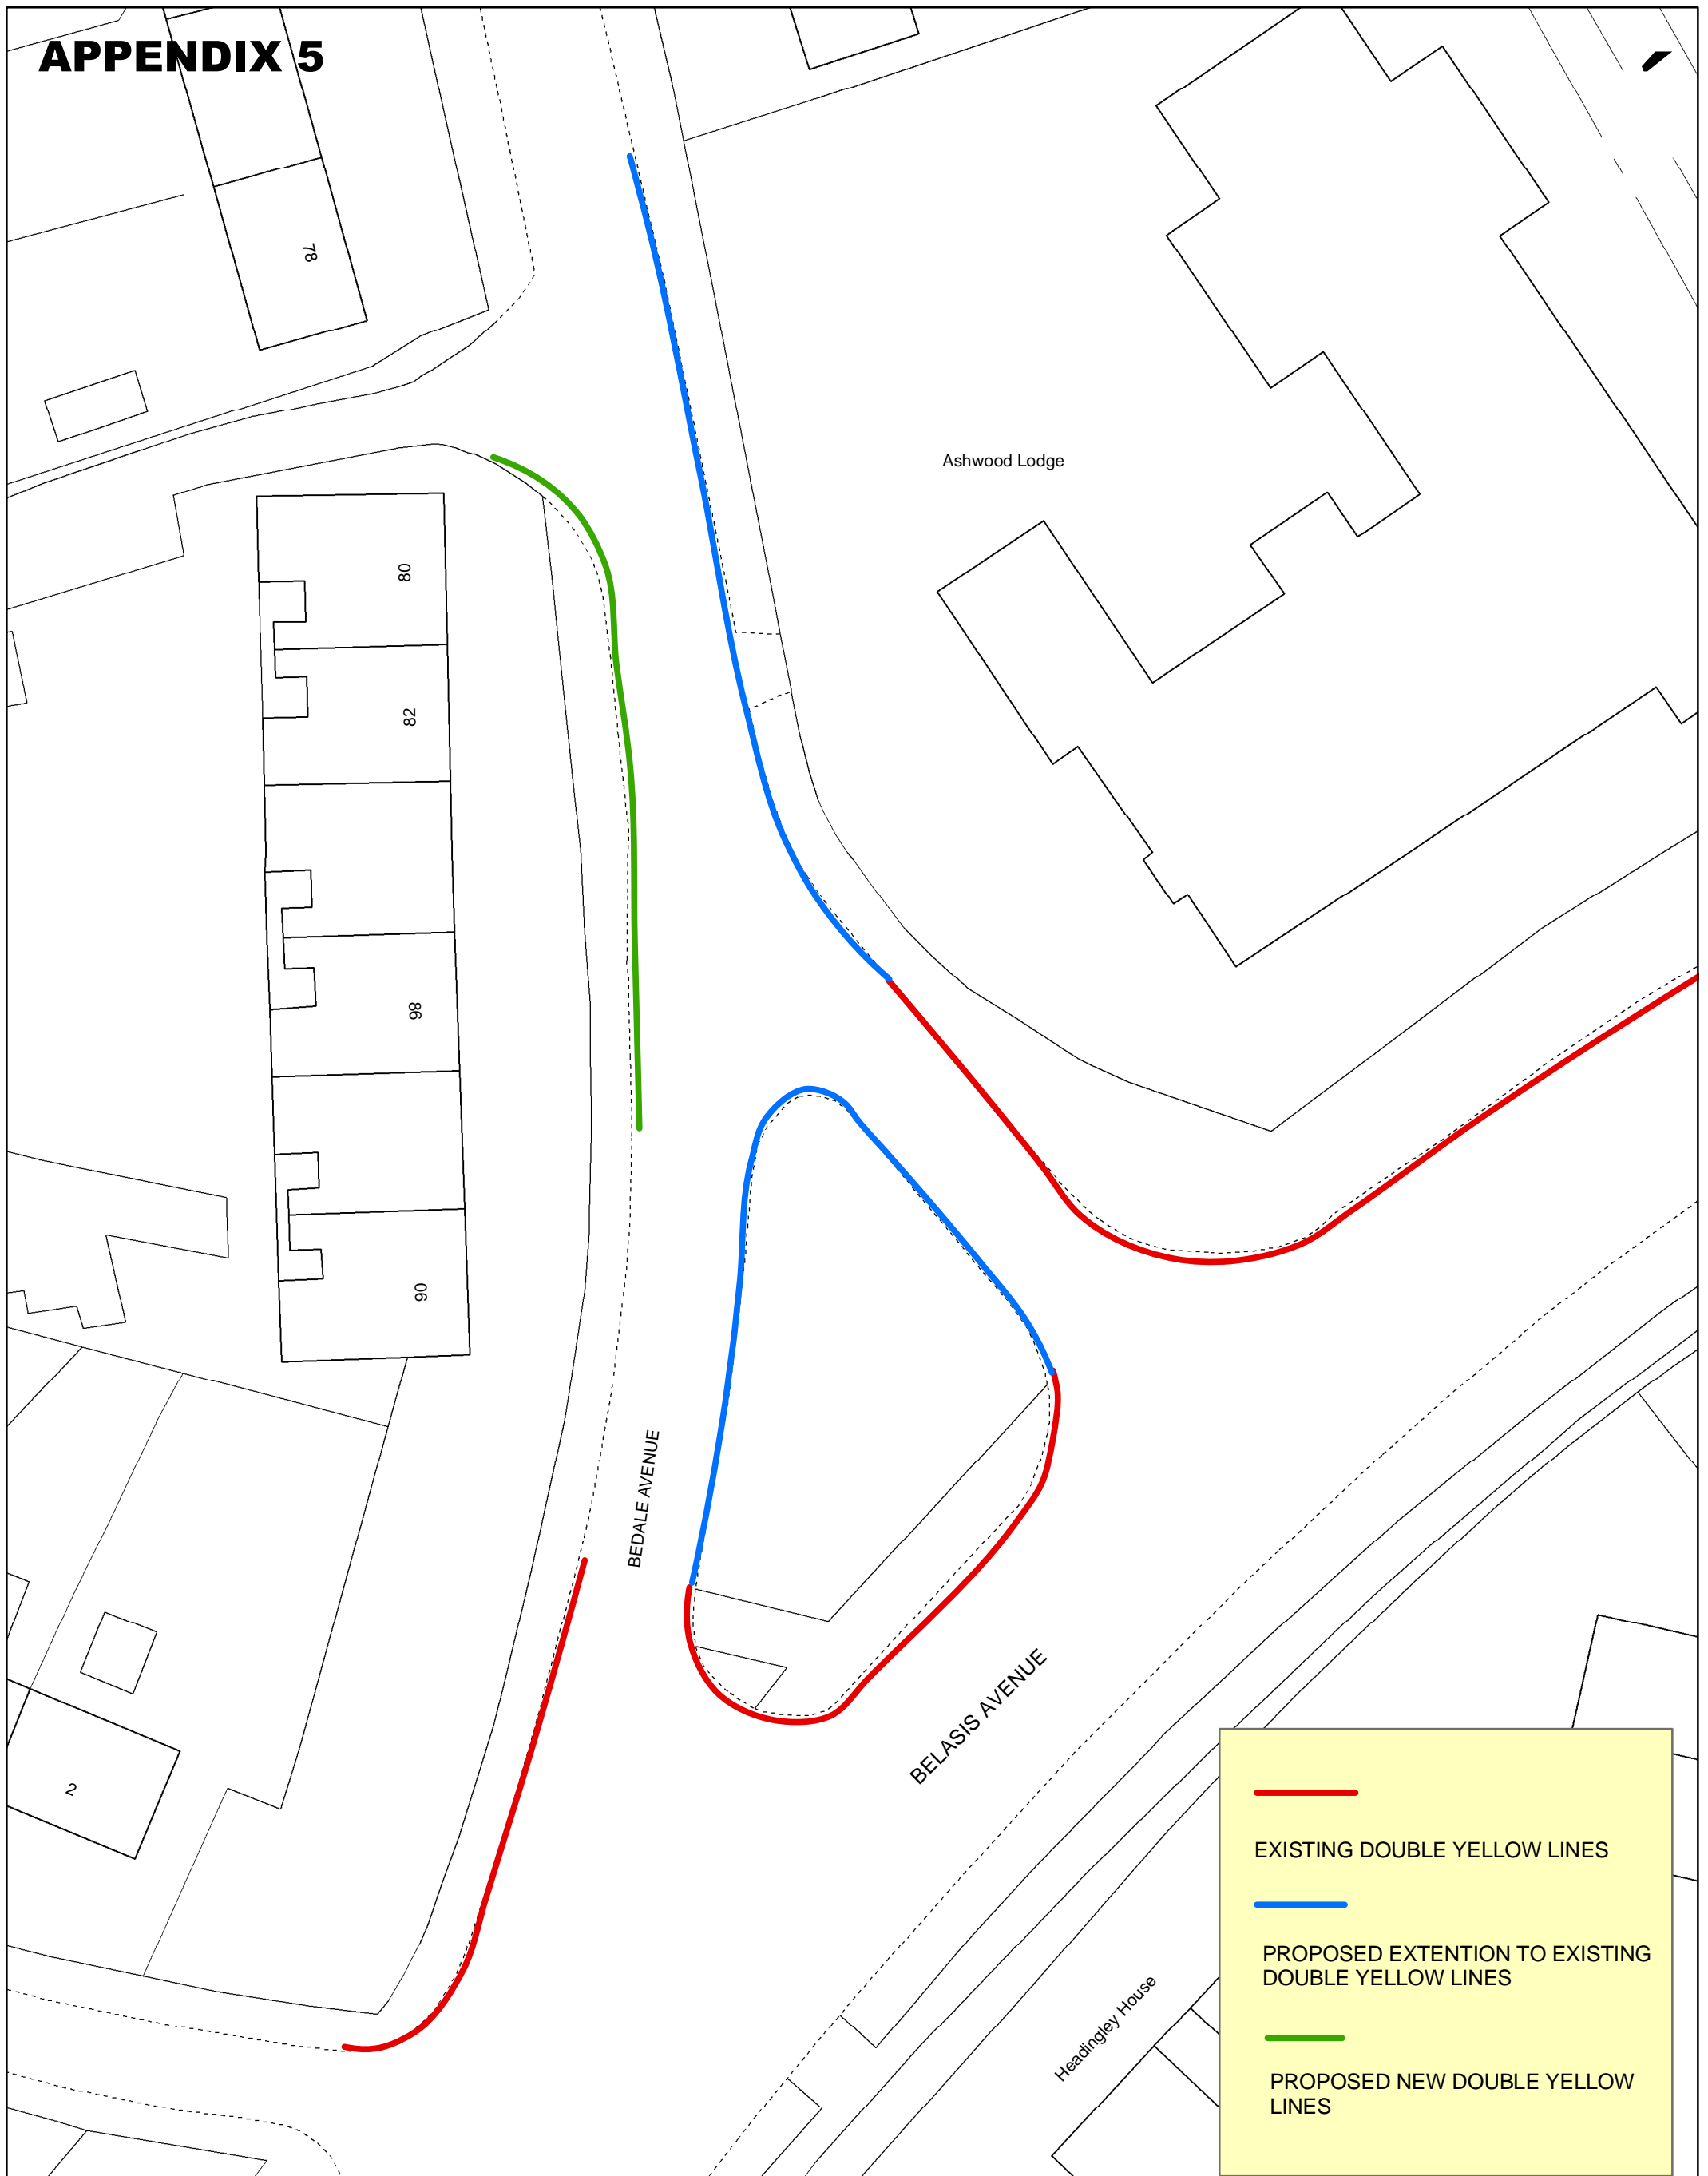 APPENDIX 5
78
Ashwood Lodge
80
82
86
90
BEDALE AVENUE
BELASIS AVENUE
2
Headingley House
EXISTING DOUBLE YELLOW LINES
PROPOSED EXTENTION TO EXISTING
DOUBLE YELLOW LINES
PROPOSED NEW DOUBLE YELLOW
LINES